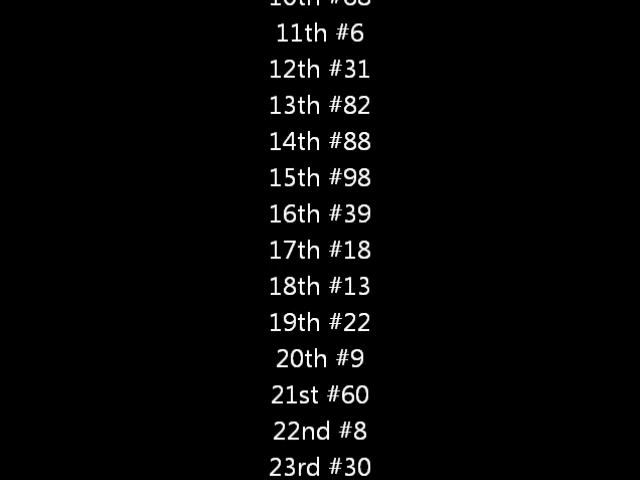 11th #6
12th #31
13th #82
14th #88
15th #98
16th #39
17th #18
18th #13
19th #22
20th #9
21st #60
22nd #8
23rd #30